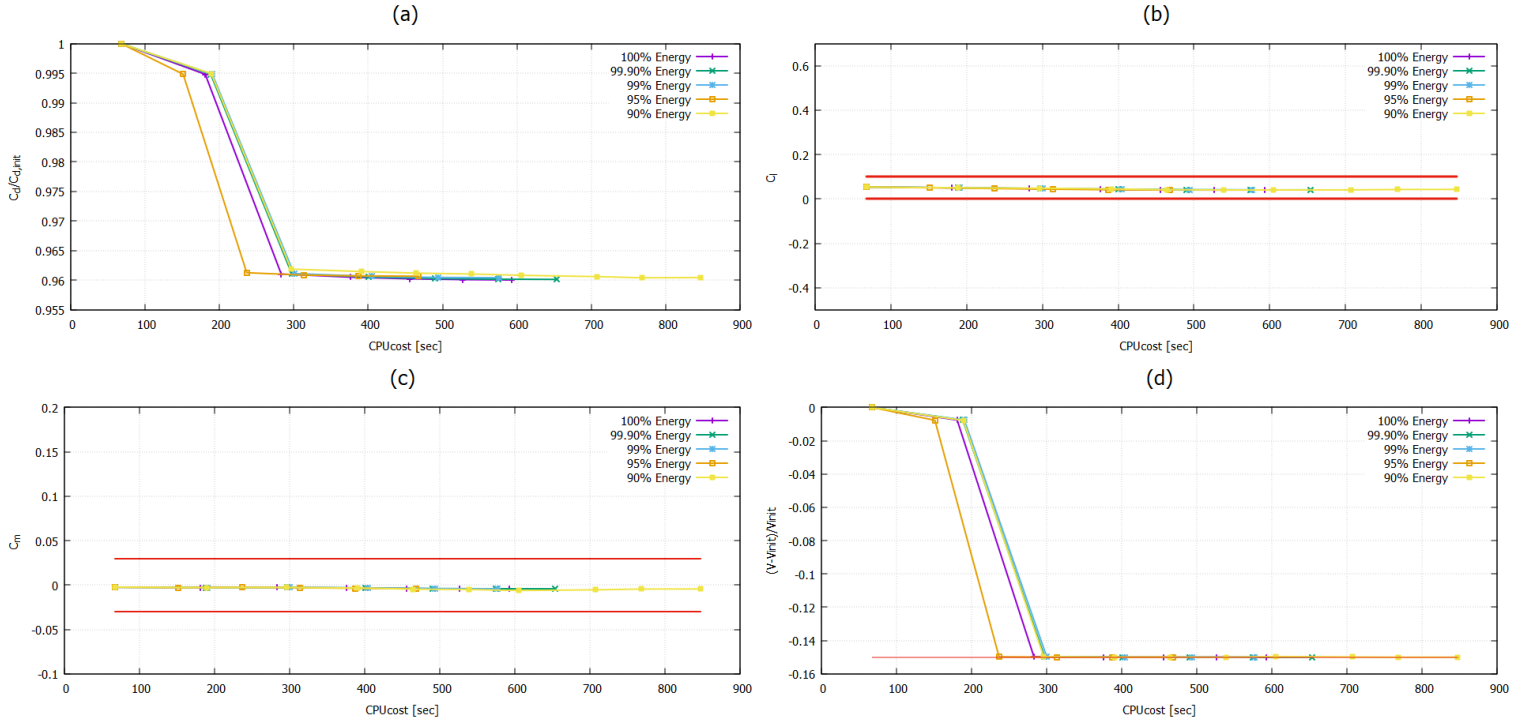 (a)
1
0.995
0.99
0.985
0.98
0.975
0.97
0.965
0.96
0.955
Cd/Cd,init
0 100 200 300 400 500 600 700 800 900
CPUcost [sec]
100% Energy
99.90% Energy
99% Energy
95% Energy
90% Energy
(b)
0.6
0.4
0.2
0
-0.2
-0.4
Cl
0 100 200 300 400 500 600 700 800 900
CPUcost [sec]
100% Energy
99.90% Energy
99% Energy
95% Energy
90% Energy
(c)
0.2
0.15
0.1
0.05
0
-0.05
-0.1
Cm
0 100 200 300 400 500 600 700 800 900
CPUcost [sec]
100% Energy
99.90% Energy
99% Energy
95% Energy
90% Energy
(d)
0
-0.02
-0.04
-0.06
-0.08
-0.1
-0.12
-0.14
-0.16
(V-Vinit)/Vinit
0 100 200 300 400 500 600 700 800 900
CPUcost [sec]
100% Energy
99.90% Energy
99% Energy
95% Energy
90% Energy